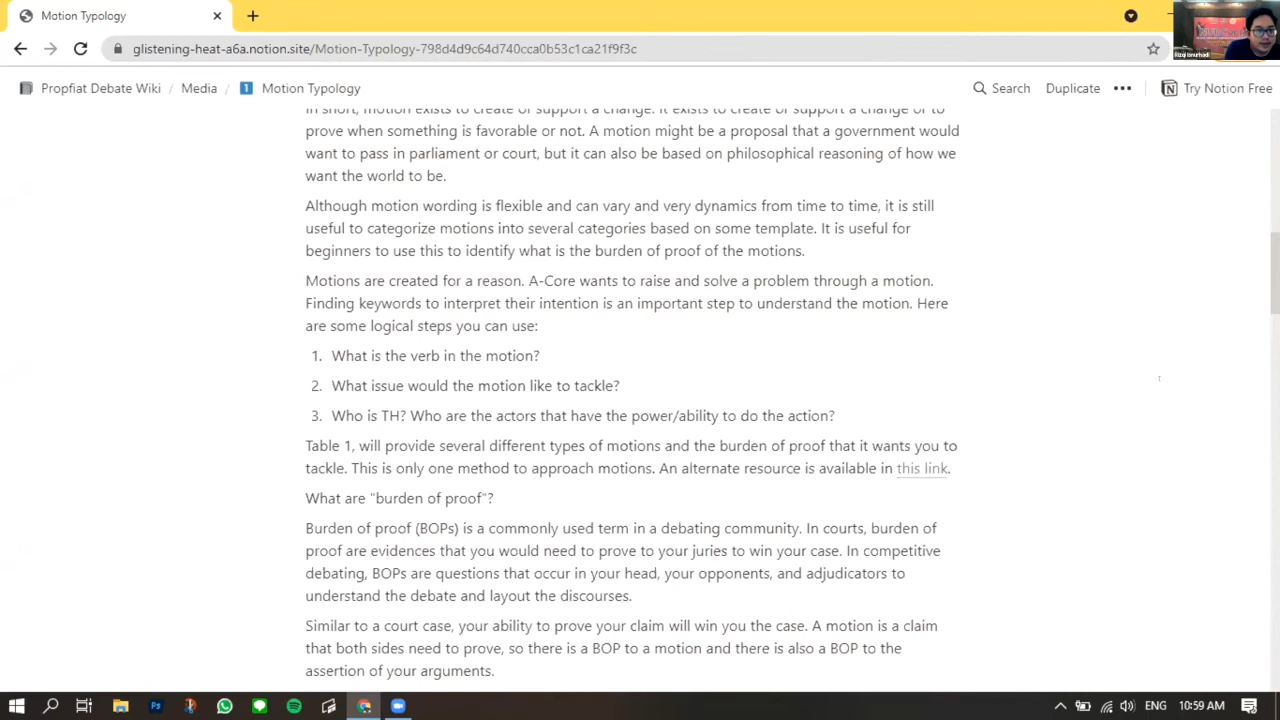 Motion Typology
glistening-heat-a6a.notion.site/Motion-Typology-798d4d9c64d740cca0b53c1ca21f9f3c
Rizqi Isnurhadi
Propfiat Debate Wiki / Media / 1 Motion Typology Search Duplicate ••• Try Notion Free
In short, motion exists to create or support a change. It exists to create or support a change or to
prove when something is favorable or not. A motion might be a proposal that a government would
want to pass in parliament or court, but it can also be based on philosophical reasoning of how we
want the world to be.
Although motion wording is flexible and can vary and very dynamics from time to time, it is still
useful to categorize motions into several categories based on some template. It is useful for
beginners to use this to identify what is the burden of proof of the motions.
Motions are created for a reason. A-Core wants to raise and solve a problem through a motion.
Finding keywords to interpret their intention is an important step to understand the motion. Here
are some logical steps you can use:
1. What is the verb in the motion?
2. What issue would the motion like to tackle?
3. Who is TH? Who are the actors that have the power/ability to do the action?
Table 1, will provide several different types of motions and the burden of proof that it wants you to
tackle. This is only one method to approach motions. An alternate resource is available in this link.
What are "burden of proof"?
Burden of proof (BOPs) is a commonly used term in a debating community. In courts, burden of
proof are evidences that you would need to prove to your juries to win your case. In competitive
debating, BOPs are questions that occur in your head, your opponents, and adjudicators to
understand the debate and layout the discourses.
Similar to a court case, your ability to prove your claim will win you the case. A motion is a claim
that both sides need to prove, so there is a BOP to a motion and there is also a BOP to the
assertion of your arguments.
ENG 10:59 AM